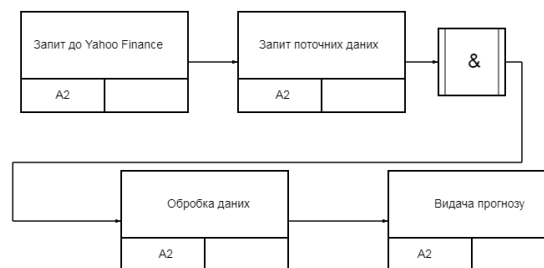 Запит до Yahoo Finance
A2
Запит поточних даних
A2
&
Обробка даних
A2
Видача прогнозу
A2